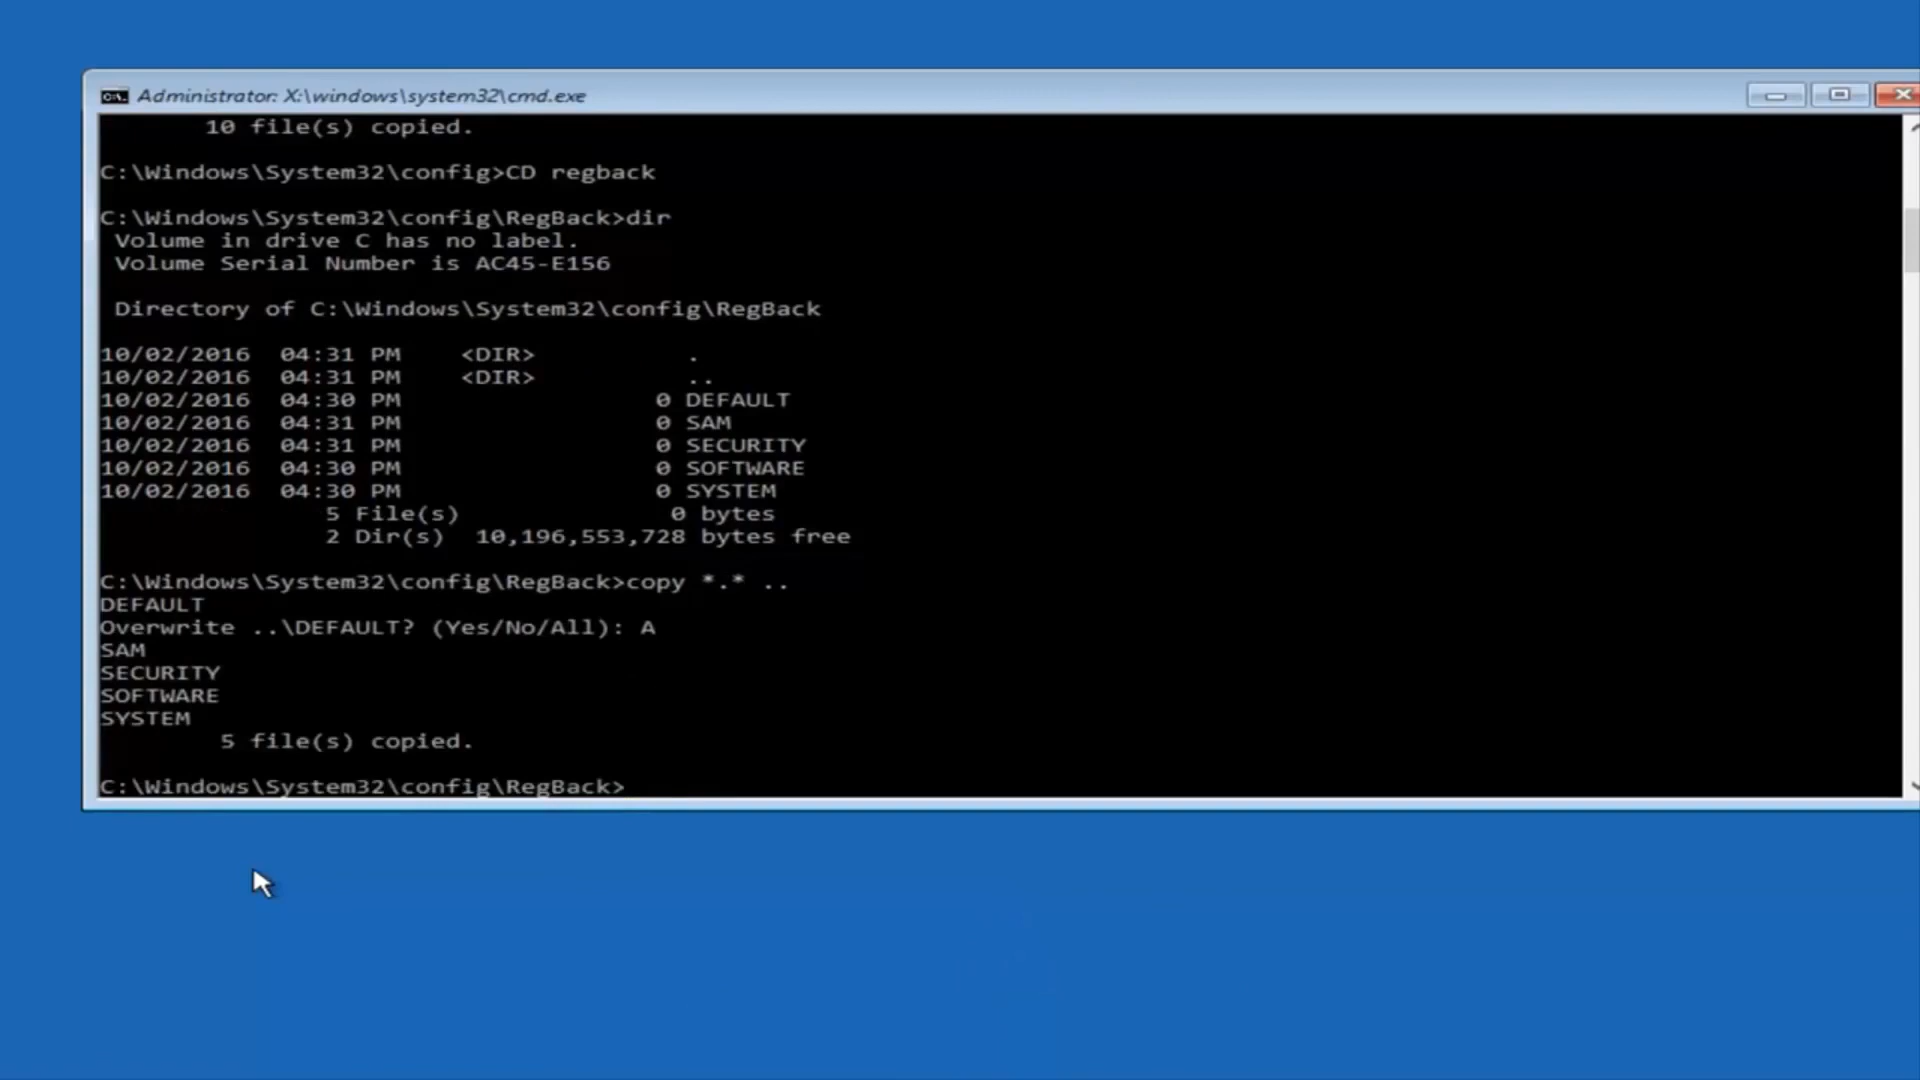 Administrator: X:\windows\system32\cmd.exe
10 file(s) copied.
C:\Windows\System32\config>CD regback
C:\Windows\System32\config\RegBack>dir
Volume in drive C has no label.
Volume Serial Number is AC45-E156
Directory of C:\Windows\System32\config\RegBack
10/02/2016 04:31 PM <DIR> .
10/02/2016 04:31 PM <DIR> ..
10/02/2016 04:30 PM 0 DEFAULT
10/02/2016 04:31 PM 0 SAM
10/02/2016 04:31 PM 0 SECURITY
10/02/2016 04:30 PM 0 SOFTWARE
10/02/2016 04:30 PM 0 SYSTEM
5 File(s) 0 bytes
2 Dir(s) 10,196,553,728 bytes free
C:\Windows\System32\config\RegBack>copy *.* ..
DEFAULT
Overwrite ..\DEFAULT? (Yes/No/All): A
SAM
SECURITY
SOFTWARE
SYSTEM
5 file(s) copied.
C:\Windows\System32\config\RegBack>